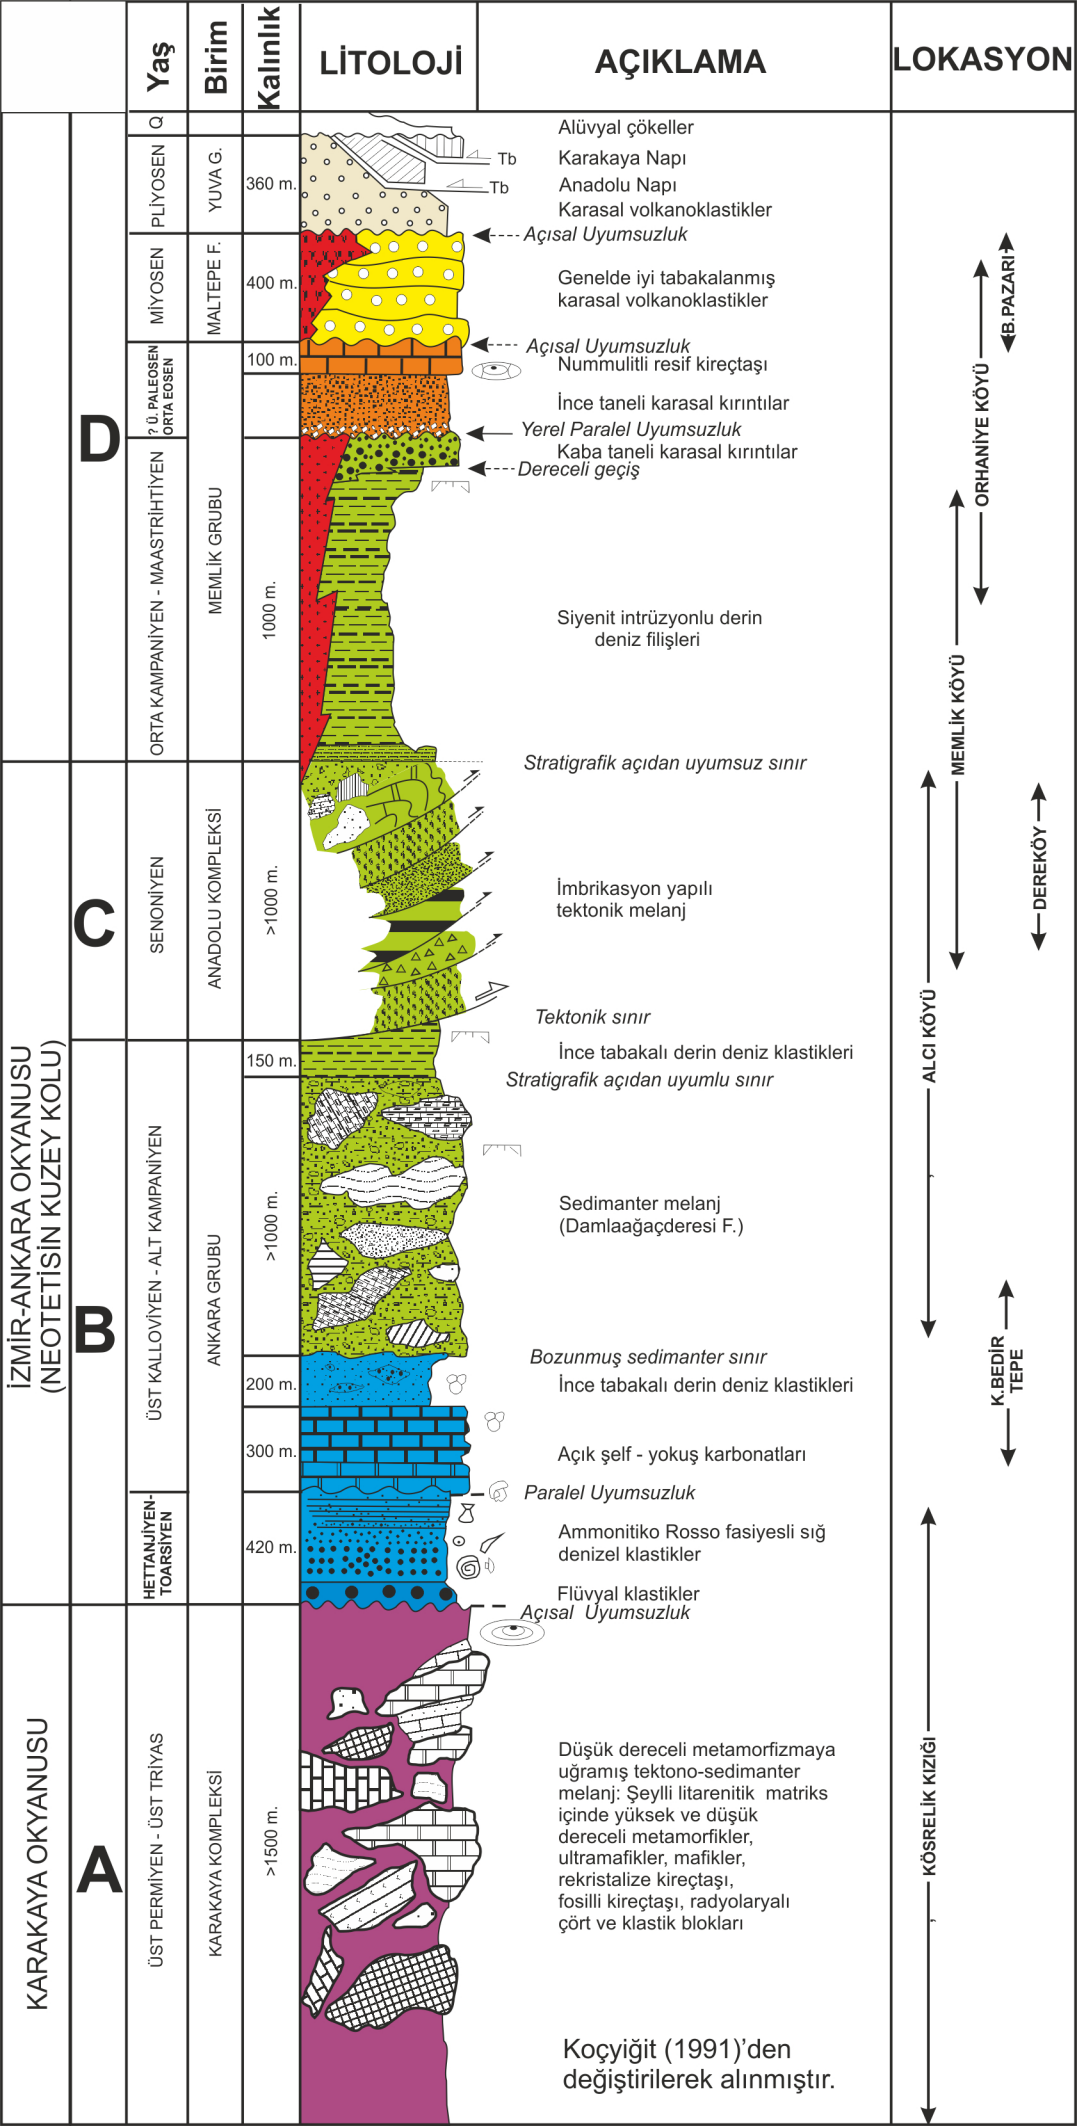 Yaş
Birim
Kalınlık
LİTOLOJİ
AÇIKLAMA
LOKASYON
İZMİR-ANKARA OKYANUSU
(NEOTETİSİN KUZEY KOLU)
KARAKAYA OKYANUSU
D
C
B
A
Q
PLİYOSEN
MİYOSEN
? Ü. PALEOSEN
ORTA EOSEN
ORTA KAMPANİYEN - MAASTRİHTİYEN
SENONİYEN
ÜST KALLOVİYEN - ALT KAMPANİYEN
HETTANJİYEN-
TOARSİYEN
ÜST PERMİYEN - ÜST TRİYAS
YUVA G.
MALTEPE F.
MEMLİK GRUBU
ANADOLU KOMPLEKSİ
ANKARA GRUBU
KARAKAYA KOMPLEKSİ
360 m.
400 m.
100 m.
1000 m.
>1000 m.
150 m.
>1000 m.
200 m.
300 m.
420 m.
>1500 m.
Tb
Tb
Alüvyal çökeller
Karakaya Napı
Anadolu Napı
Karasal volkanoklastikler
Açısal Uyumsuzluk
Genelde iyi tabakalanmış
karasal volkanoklastikler
Açısal Uyumsuzluk
Nummulitli resif kireçtaşı
İnce taneli karasal kırıntılar
Yerel Paralel Uyumsuzluk
Kaba taneli karasal kırıntılar
Dereceli geçiş
Siyenit intrüzyonlu derin
deniz filişleri
Stratigrafik açıdan uyumsuz sınır
İmbrikasyon yapılı
tektonik melanj
Tektonik sınır
İnce tabakalı derin deniz klastikleri
Stratigrafik açıdan uyumlu sınır
Sedimanter melanj
(Damlaağaçderesi F.)
Bozunmuş sedimanter sınır
İnce tabakalı derin deniz klastikleri
Açık şelf - yokuş karbonatları
Paralel Uyumsuzluk
Ammonitiko Rosso fasiyesli sığ
denizel klastikler
Flüvyal klastikler
Açısal Uyumsuzluk
Düşük dereceli metamorfizmaya
uğramış tektono-sedimanter
melanj: Şeylli litarenitik matriks
içinde yüksek ve düşük
dereceli metamorfikler,
ultramafikler, mafikler,
rekristalize kireçtaşı,
fosilli kireçtaşı, radyolaryalı
çört ve klastik blokları
Koçyiğit (1991)'den
değiştirilerek alınmıştır.
B.PAZARI
ORHANİYE KÖYÜ
MEMLİK KÖYÜ
DEREKÖY
ALCI KÖYÜ
K.BEDİR
TEPE
KÖSRELİK KIZIĞI